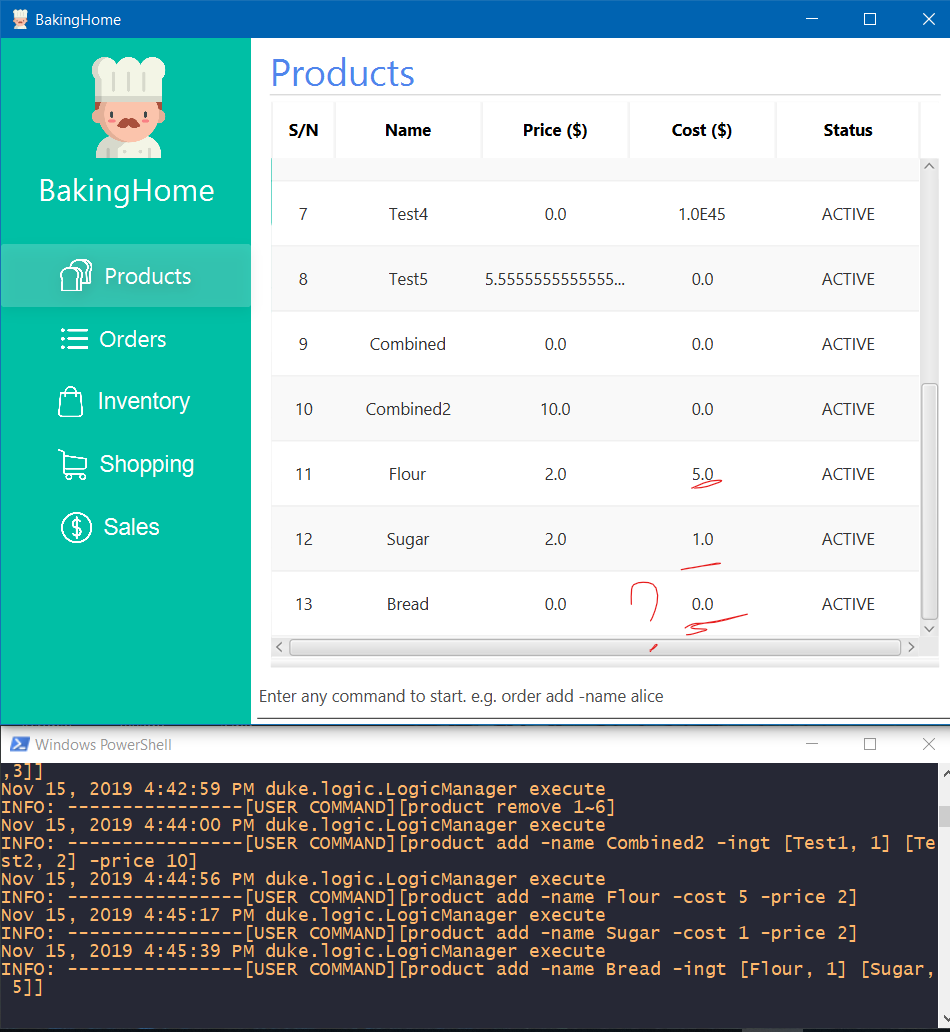 BakingHome
Products
S/N Name Price ($) Cost ($) Status
BakingHome
7 Test4 0.0 1.0E45 ACTIVE
Products
8 Test5 5.5555555555555... 0.0 ACTIVE
Orders
9 Combined 0.0 0.0 ACTIVE
Inventory
10 Combined2 10.0 0.0 ACTIVE
Shopping
11 Flour 2.0 5.0 ACTIVE
Sales
12 Sugar 2.0 1.0 ACTIVE
13 Bread 0.0 ? 0.0 ACTIVE
Enter any command to start. e.g. order add -name alice
Windows PowerShell
,3]]
Nov 15, 2019 4:42:59 PM duke.logic.LogicManager execute
INFO: ----------------[USER COMMAND][product remove 1~6]
Nov 15, 2019 4:44:00 PM duke.logic.LogicManager execute
INFO: ----------------[USER COMMAND][product add -name Combined2 -ingt [Test1, 1] [Te
st2, 2] -price 10]
Nov 15, 2019 4:44:56 PM duke.logic.LogicManager execute
INFO: ----------------[USER COMMAND][product add -name Flour -cost 5 -price 2]
Nov 15, 2019 4:45:17 PM duke.logic.LogicManager execute
INFO: ----------------[USER COMMAND][product add -name Sugar -cost 1 -price 2]
Nov 15, 2019 4:45:39 PM duke.logic.LogicManager execute
INFO: ----------------[USER COMMAND][product add -name Bread -ingt [Flour, 1] [Sugar,
5]]